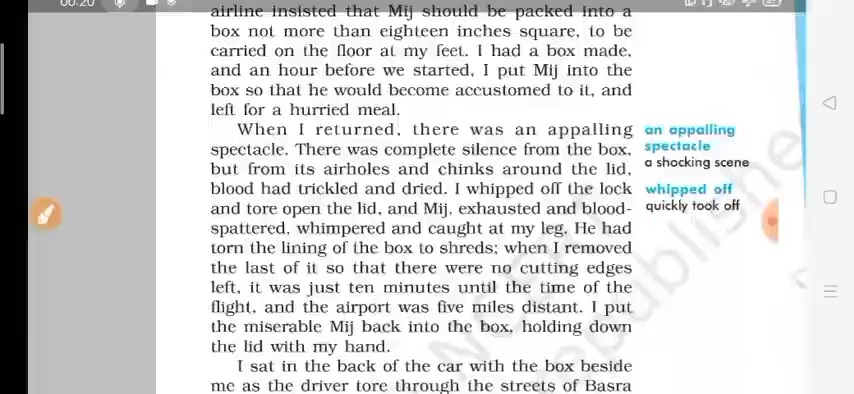 00:20
airline insisted that Mij should be packed into a
box not more than eighteen inches square, to be
carried on the floor at my feet. I had a box made,
and an hour before we started, I put Mij into the
box so that he would become accustomed to it, and
left for a hurried meal.
When I returned, there was an appalling
spectacle. There was complete silence from the box,
but from its airholes and chinks around the lid,
blood had trickled and dried. I whipped off the lock
and tore open the lid, and Mij, exhausted and blood-
spattered, whimpered and caught at my leg. He had
torn the lining of the box to shreds; when I removed
the last of it so that there were no cutting edges
left, it was just ten minutes until the time of the
flight, and the airport was five miles distant. I put
the miserable Mij back into the box, holding down
the lid with my hand.
I sat in the back of the car with the box beside
me as the driver tore through the streets of Basra
an appalling
spectacle
a shocking scene
whipped off
quickly took off